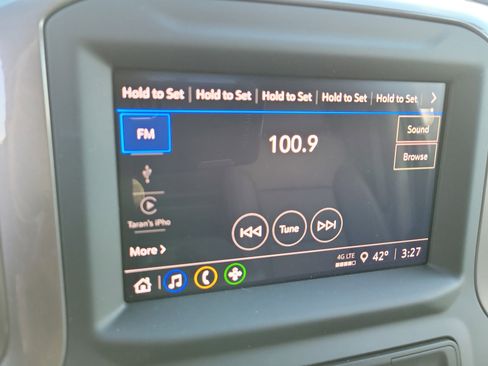 Hold to Set | Hold to Set | Hold to Set | Hold to Set | Hold to Set
FM
100.9
Sound
Browse
Taran's iPho
Tune
More >
4G LTE
42° | 3:27